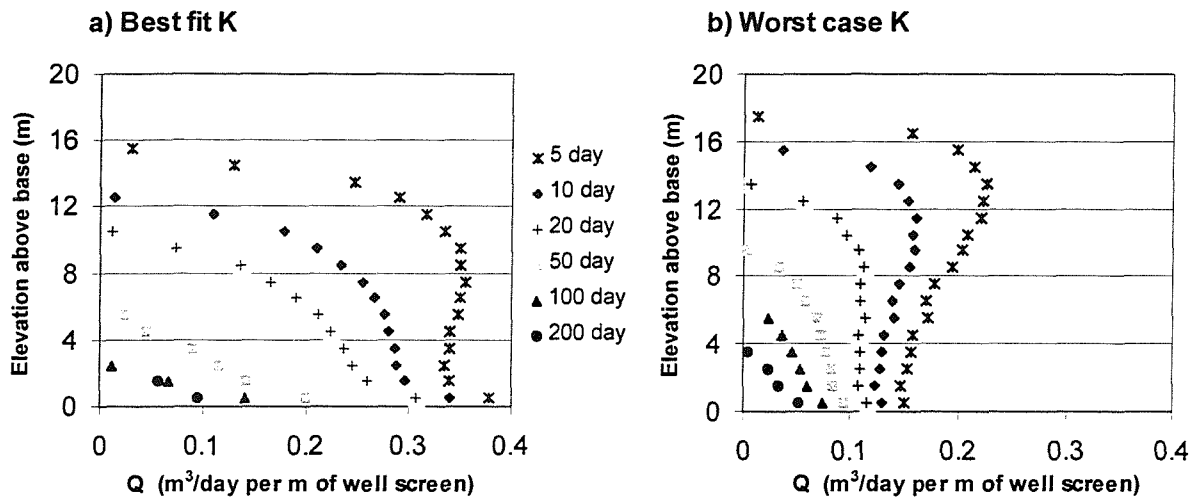 a) Best fit K
Elevation above base (m)
20
16
12
8
4
0
0
0.1
0.2
0.3
0.4
Q (m³/day per m of well screen)
5 day
10 day
20 day
50 day
100 day
200 day
b) Worst case K
Elevation above base (m)
20
16
12
8
4
0
0
0.1
0.2
0.3
0.4
Q (m³/day per m of well screen)